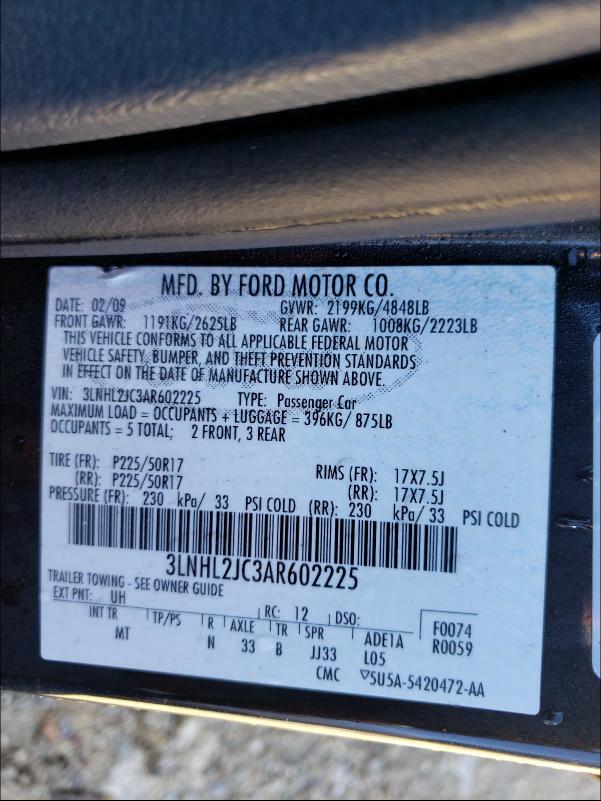 MFD. BY FORD MOTOR CO.
DATE: 02/09 GVWR: 2199KG/4848LB
FRONT GAWR: 1191KG/2625LB REAR GAWR: 1008KG/2223LB
THIS VEHICLE CONFORMS TO ALL APPLICABLE FEDERAL MOTOR
VEHICLE SAFETY, BUMPER, AND THEFT PREVENTION STANDARDS
IN EFFECT ON THE DATE OF MANUFACTURE SHOWN ABOVE.
VIN: 3LNHL2JC3AR602225 TYPE: Passenger Car
MAXIMUM LOAD = OCCUPANTS + LUGGAGE = 396KG/ 875LB
OCCUPANTS = 5 TOTAL; 2 FRONT, 3 REAR
TIRE (FR): P225/50R17 RIMS (FR): 17X7.5J
(RR): P225/50R17 (RR): 17X7.5J
PRESSURE (FR): 230 kPa/ 33 PSI COLD (RR): 230 kPa/ 33 PSI COLD
3LNHL2JC3AR602225
TRAILER TOWING - SEE OWNER GUIDE
EXT PNT: UH RC: 12 DSO:
INT TR TP/PS R AXLE TR SPR ADE1A F0074
MT N 33 B JJ33 L05 R0059
CMC ▽5U5A-5420472-AA